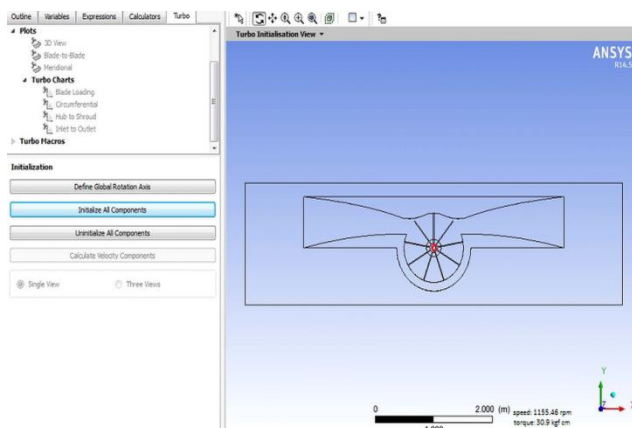 Outline Variables Expressions Calculators Turbo
Plots
3D View
Blade-to-Blade
Meridional
Turbo Charts
Blade Loading
Circumferential
Hub to Shroud
Inlet to Outlet
Turbo Macros
Initialization
Define Global Rotation Axis
Initialize All Components
Uninitialize All Components
Calculate Velocity Components
Single View Three Views
Turbo Initialisation View
ANSYS
R14.5
Y
X
Z
0 2.000 (m)
1.000
speed: 1155.46 rpm
torque: 30.9 kgf cm